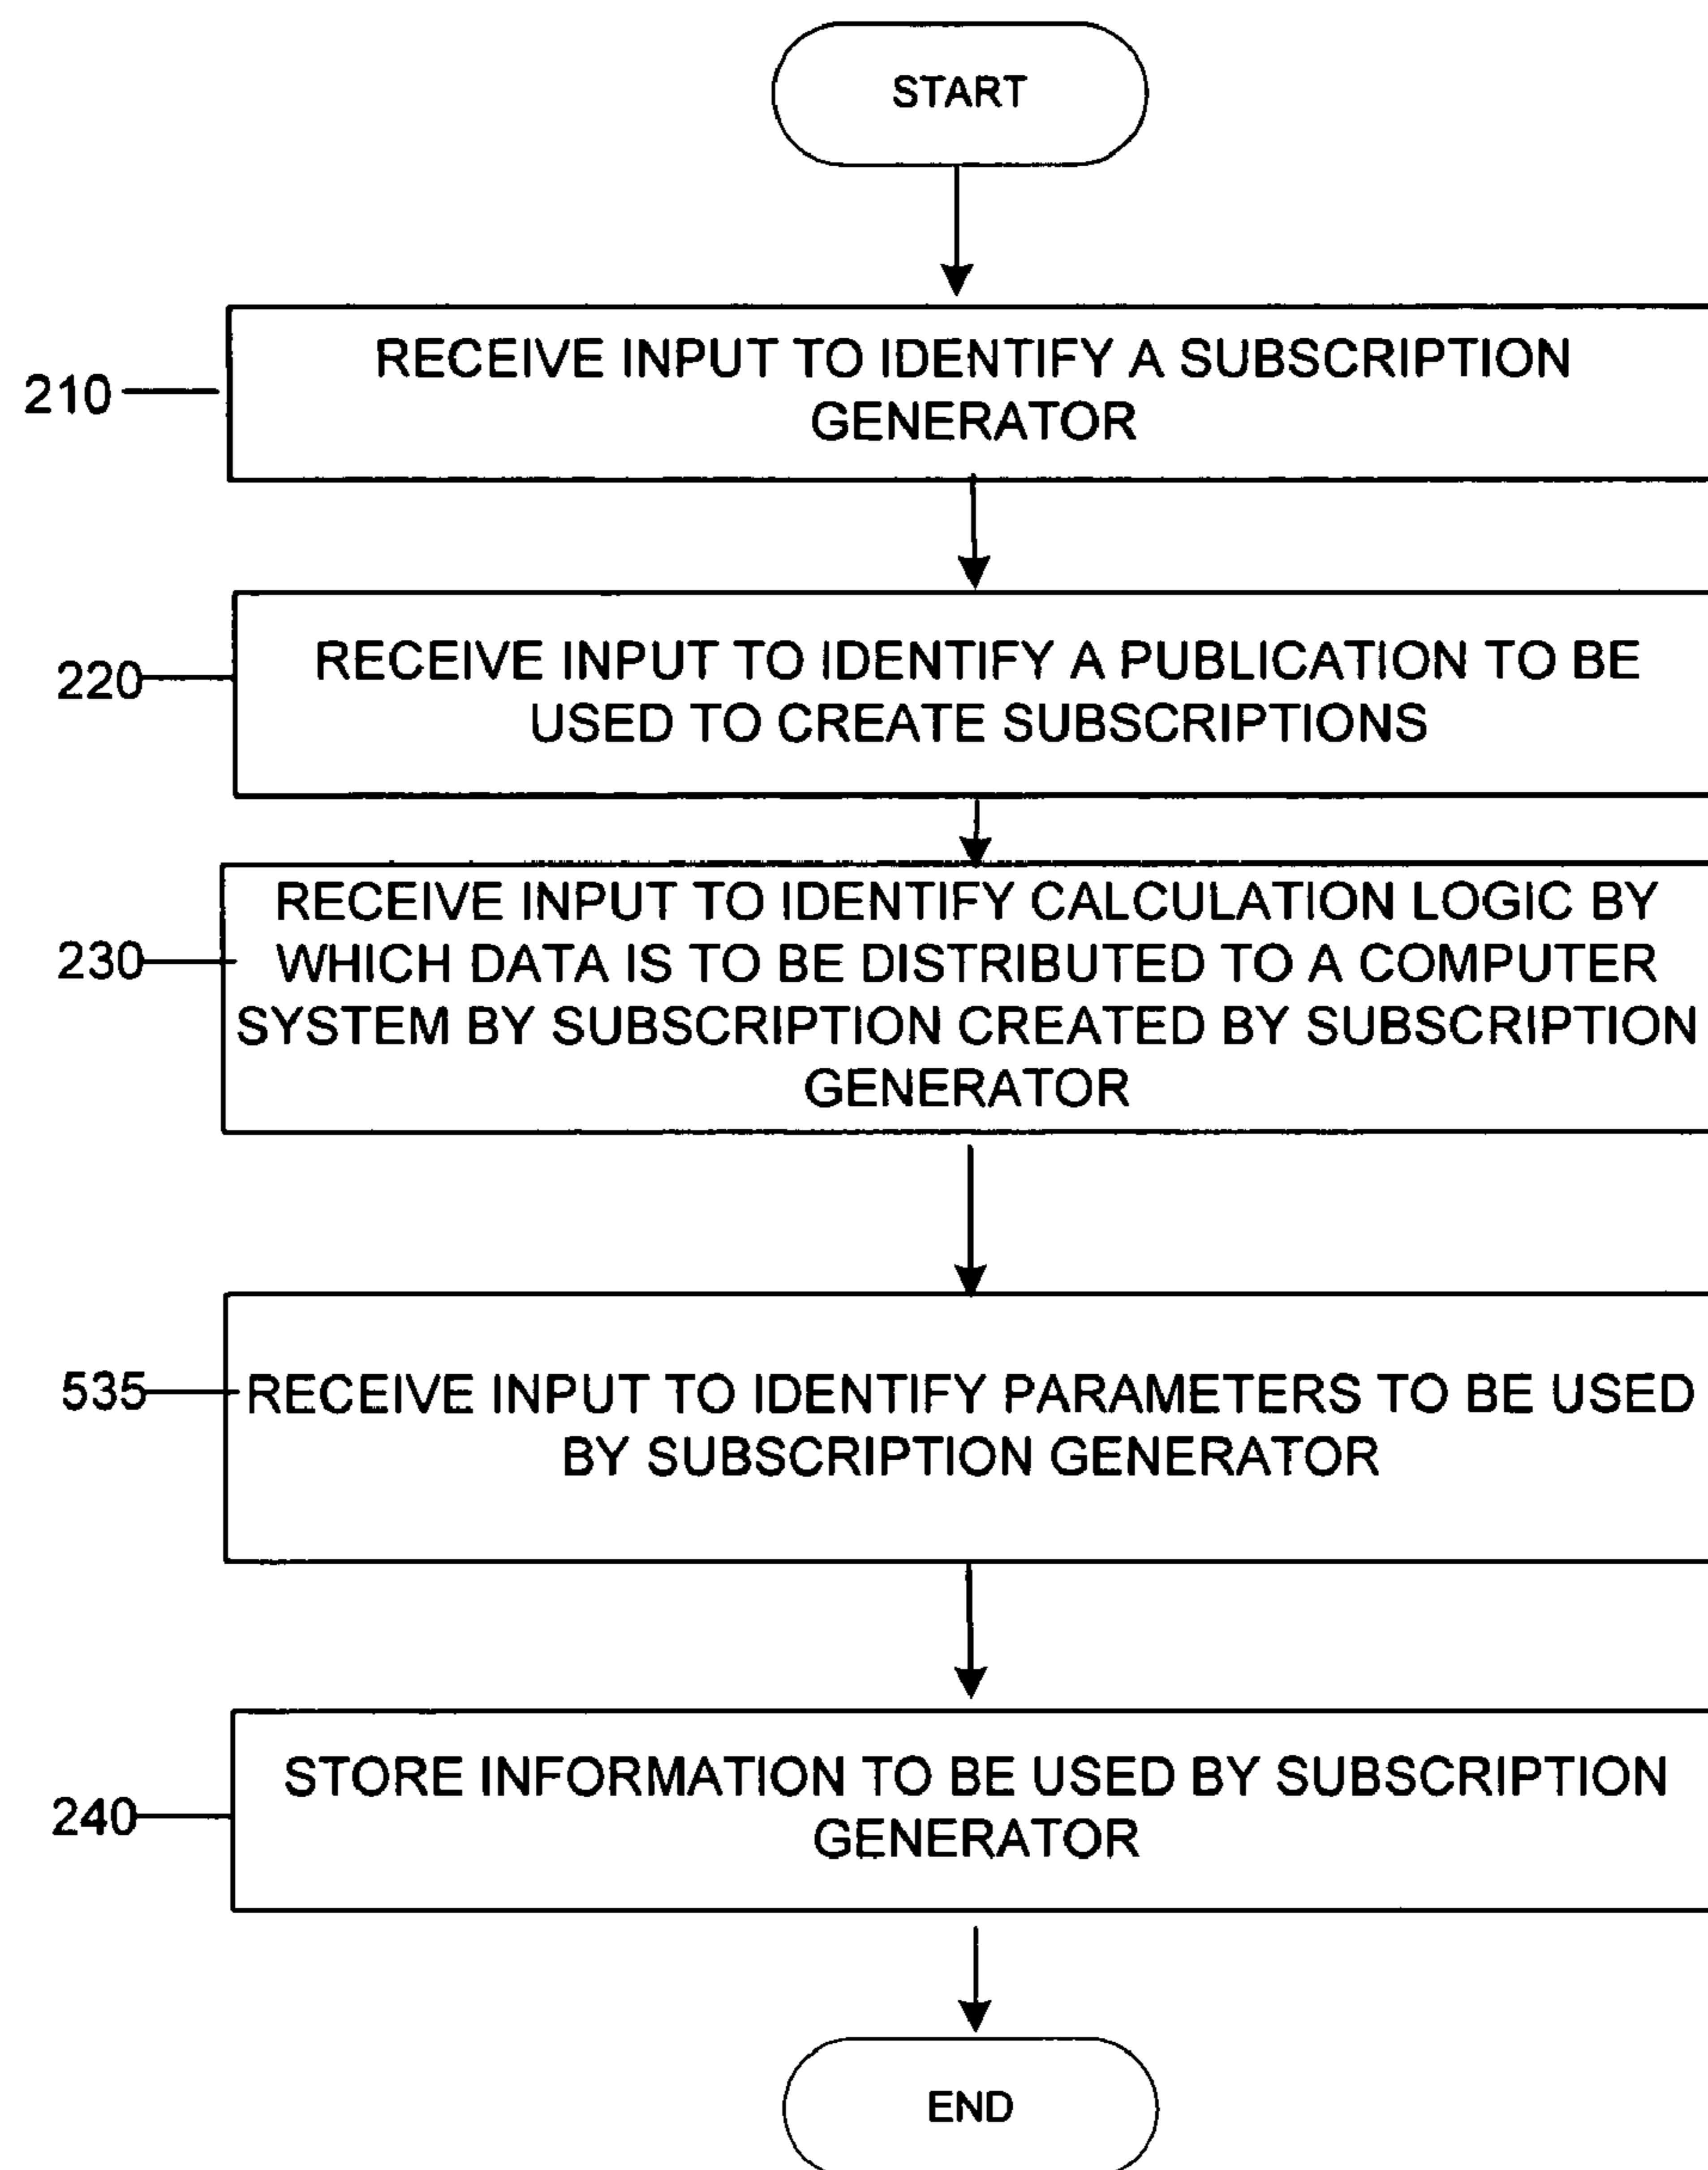 START
210
RECEIVE INPUT TO IDENTIFY A SUBSCRIPTION
GENERATOR
220
RECEIVE INPUT TO IDENTIFY A PUBLICATION TO BE
USED TO CREATE SUBSCRIPTIONS
230
RECEIVE INPUT TO IDENTIFY CALCULATION LOGIC BY
WHICH DATA IS TO BE DISTRIBUTED TO A COMPUTER
SYSTEM BY SUBSCRIPTION CREATED BY SUBSCRIPTION
GENERATOR
535
RECEIVE INPUT TO IDENTIFY PARAMETERS TO BE USED
BY SUBSCRIPTION GENERATOR
240
STORE INFORMATION TO BE USED BY SUBSCRIPTION
GENERATOR
END